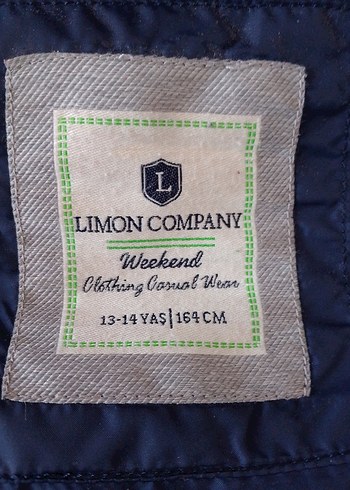 L
LIMON COMPANY
Weekend
Clothing Casual Wear
13-14 YAŞ | 164 CM